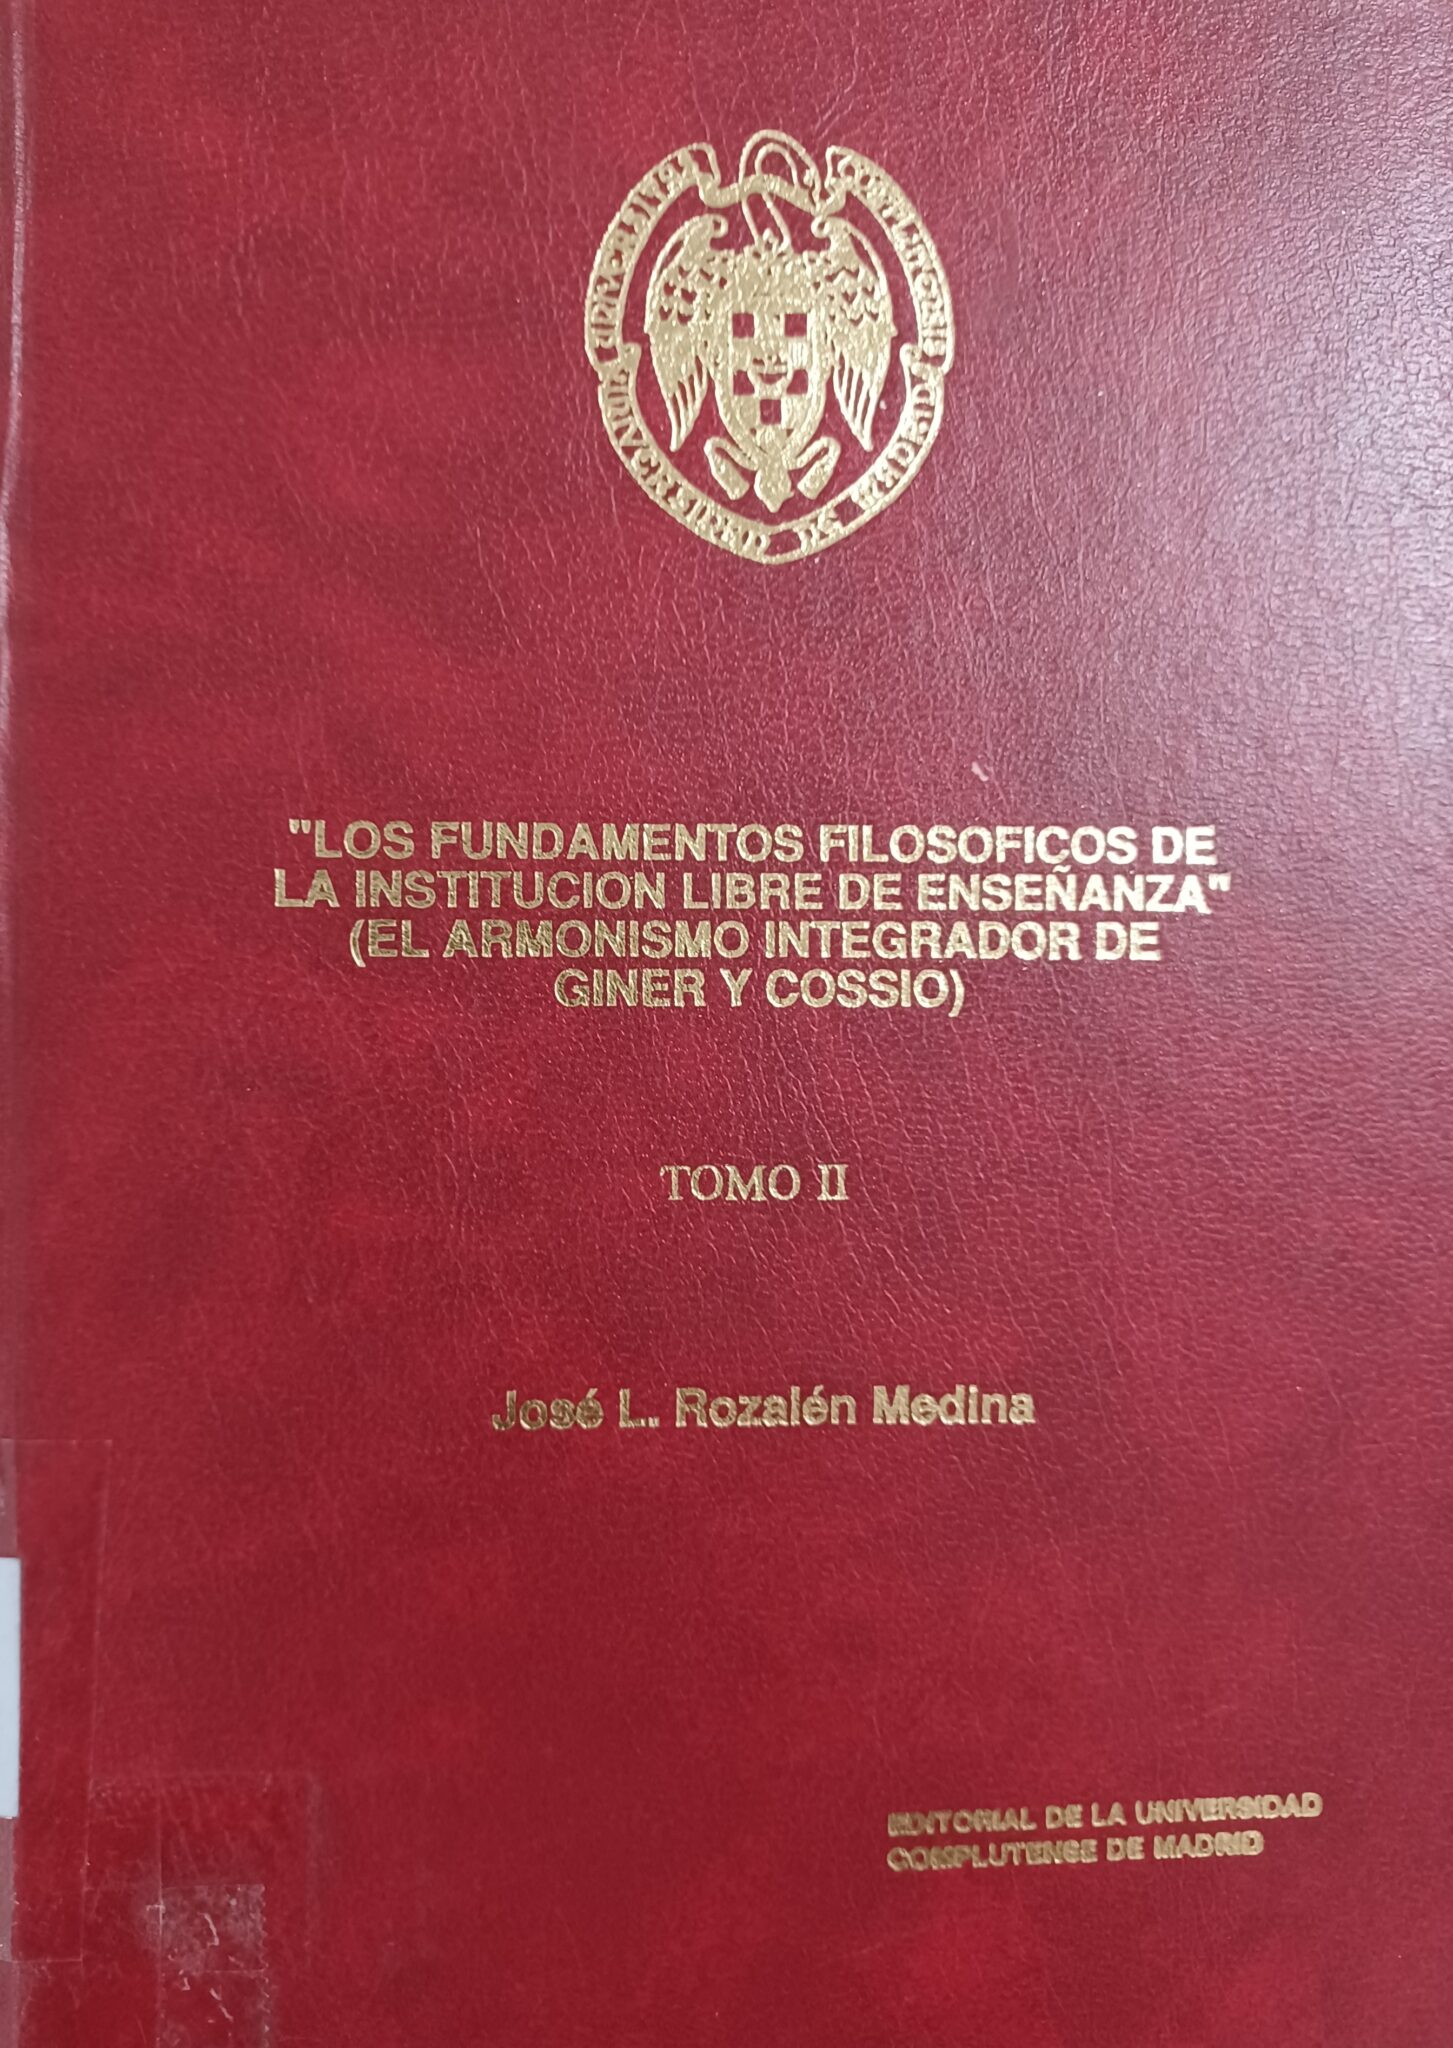 "LOS FUNDAMENTOS FILOSOFICOS DE
LA INSTITUCION LIBRE DE ENSEÑANZA"
(EL ARMONISMO INTEGRADOR DE
GINER Y COSSIO)
TOMO II
José L. Rozalén Medina
EDITORIAL DE LA UNIVERSIDAD
COMPLUTENSE DE MADRID